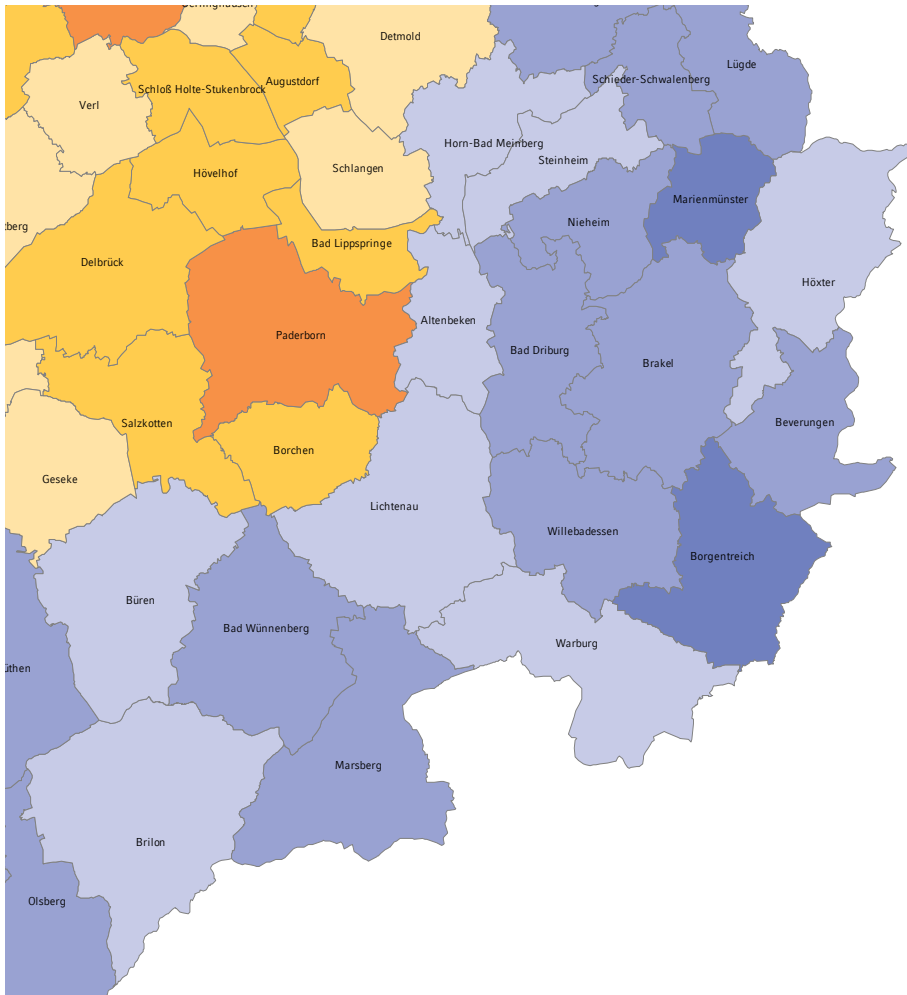 Detmold
Lügde
Schieder-Schwalenberg
Augustdorf
Schloß Holte-Stukenbrock
Verl
Horn-Bad Meinberg
Steinheim
Schlangen
Hövelhof
Marienmünster
Nieheim
Bad Lippspringe
Delbrück
Höxter
Altenbeken
Paderborn
Bad Driburg
Brakel
Salzkotten
Beverungen
Borchen
Geseke
Lichtenau
Willebadessen
Borgentreich
Büren
Bad Wünnenberg
Warburg
Marsberg
Brilon
Olsberg